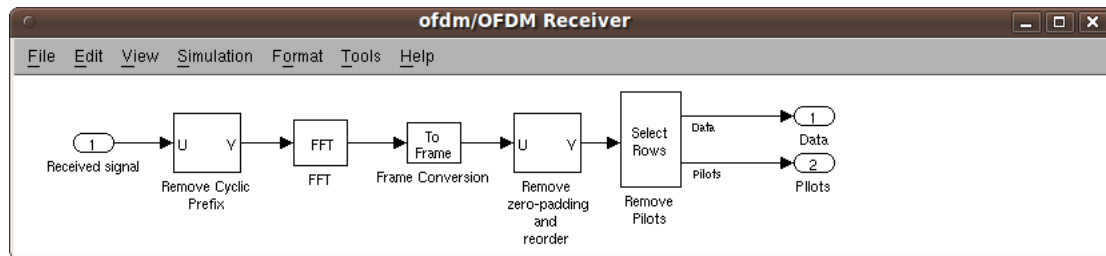 ofdm/OFDM Receiver
File Edit View Simulation Format Tools Help
1
Received signal
U Y
Remove Cyclic
Prefix
FFT
FFT
To
Frame
Frame Conversion
U Y
Remove
zero-padding
and
reorder
Select
Rows
Remove
Pilots
Data
Pilots
1
Data
2
PIlots